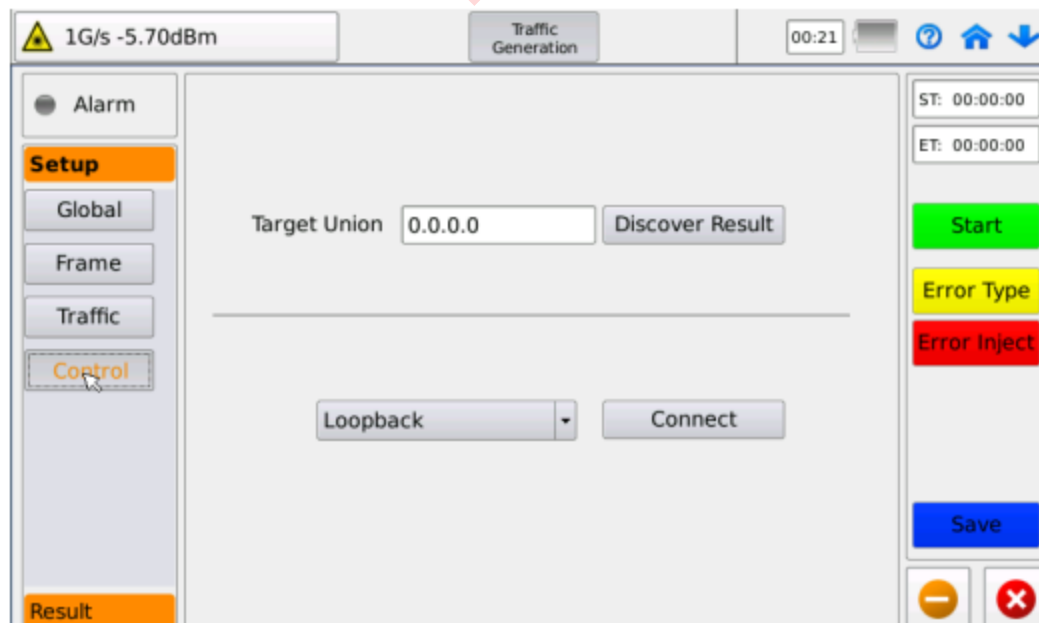 1G/s -5.70dBm
Traffic
Generation
00:21
Alarm
ST: 00:00:00
ET: 00:00:00
Setup
Global
Frame
Traffic
Control
Target Union 0.0.0.0 Discover Result
Loopback Connect
Start
Error Type
Error Inject
Save
Result